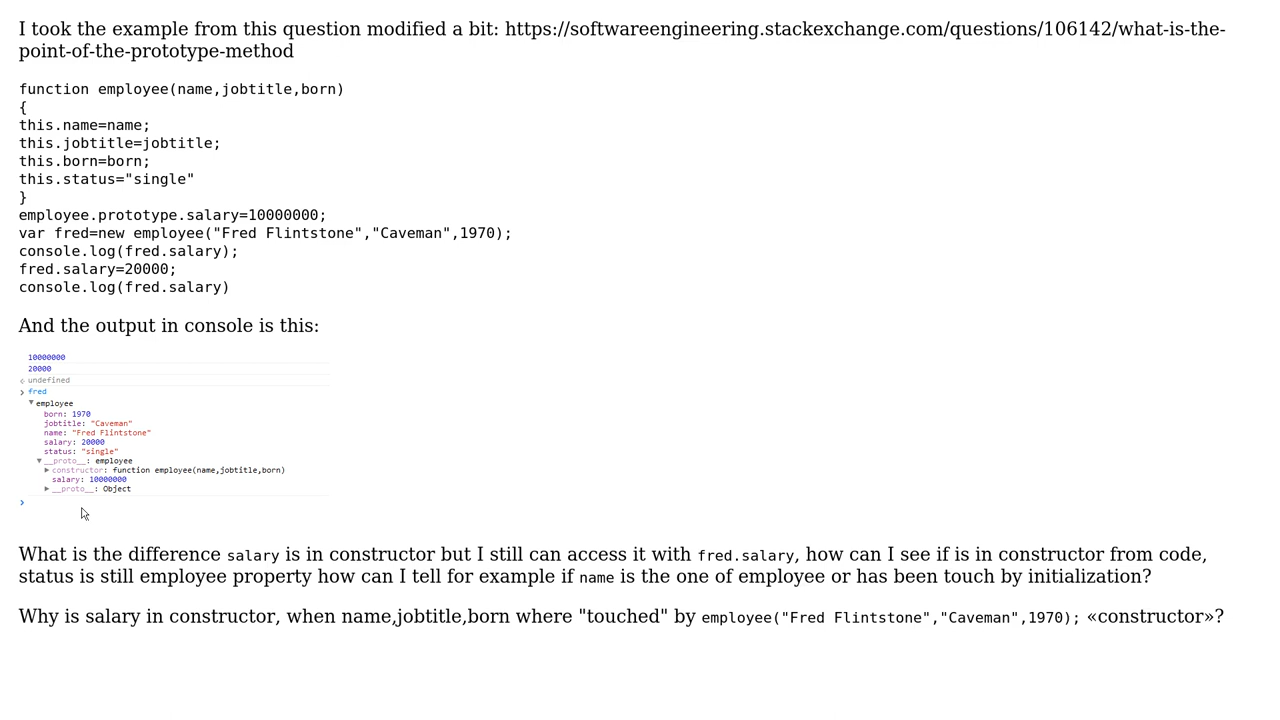 I took the example from this question modified a bit: https://softwareengineering.stackexchange.com/questions/106142/what-is-the-
point-of-the-prototype-method
function employee(name,jobtitle,born)
{
this.name=name;
this.jobtitle=jobtitle;
this.born=born;
this.status="single"
}
employee.prototype.salary=10000000;
var fred=new employee("Fred Flintstone","Caveman",1970);
console.log(fred.salary);
fred.salary=20000;
console.log(fred.salary)
And the output in console is this:
10000000
20000
undefined
fred
employee
born: 1970
jobtitle: "Caveman"
name: "Fred Flintstone"
salary: 20000
status: "single"
__proto__: employee
constructor: function employee(name,jobtitle,born)
salary: 10000000
__proto__: Object
What is the difference salary is in constructor but I still can access it with fred.salary, how can I see if is in constructor from code,
status is still employee property how can I tell for example if name is the one of employee or has been touch by initialization?
Why is salary in constructor, when name,jobtitle,born where "touched" by employee("Fred Flintstone","Caveman",1970); «constructor»?